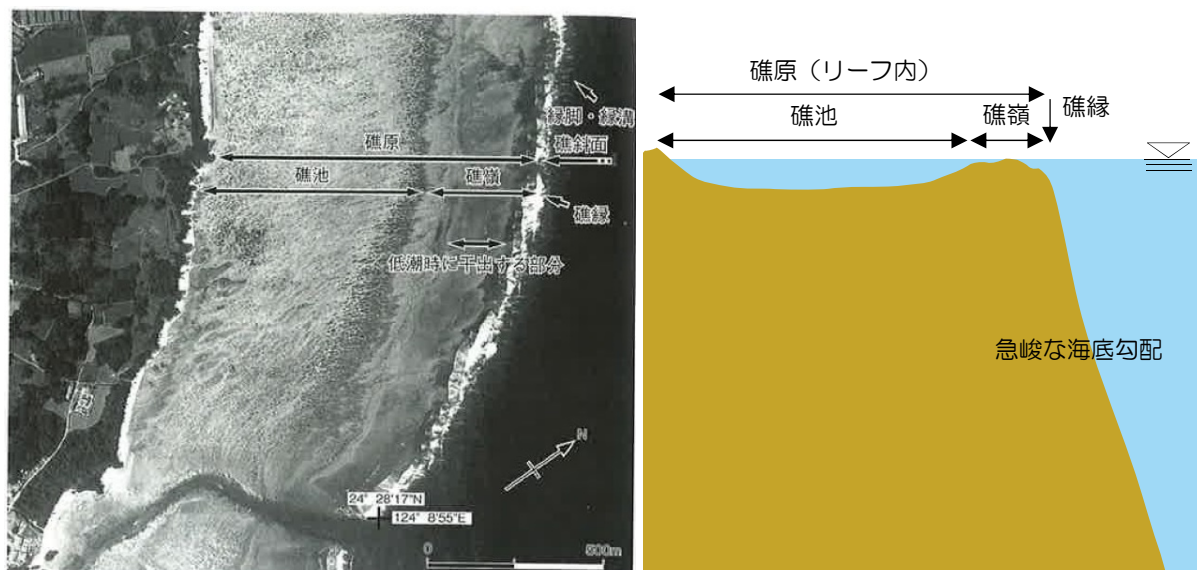 縁脚・縁溝
礁原
礁斜面
礁池
礁嶺
礁縁
低潮時に干出する部分
N
24° 28'17"N
124° 8'55"E
0
500m
礁原（リーフ内）
礁池
礁嶺
礁縁
急峻な海底勾配